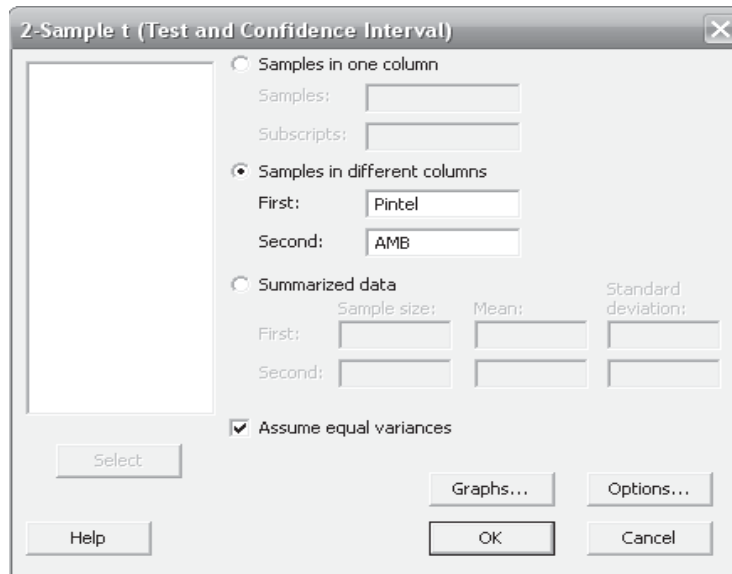 2-Sample t (Test and Confidence Interval)
Samples in one column
Samples:
Subscripts:
Samples in different columns
First: Pintel
Second: AMB
Summarized data
Sample size: Mean: Standard deviation:
First:
Second:
Assume equal variances
Select
Graphs... Options...
Help OK Cancel